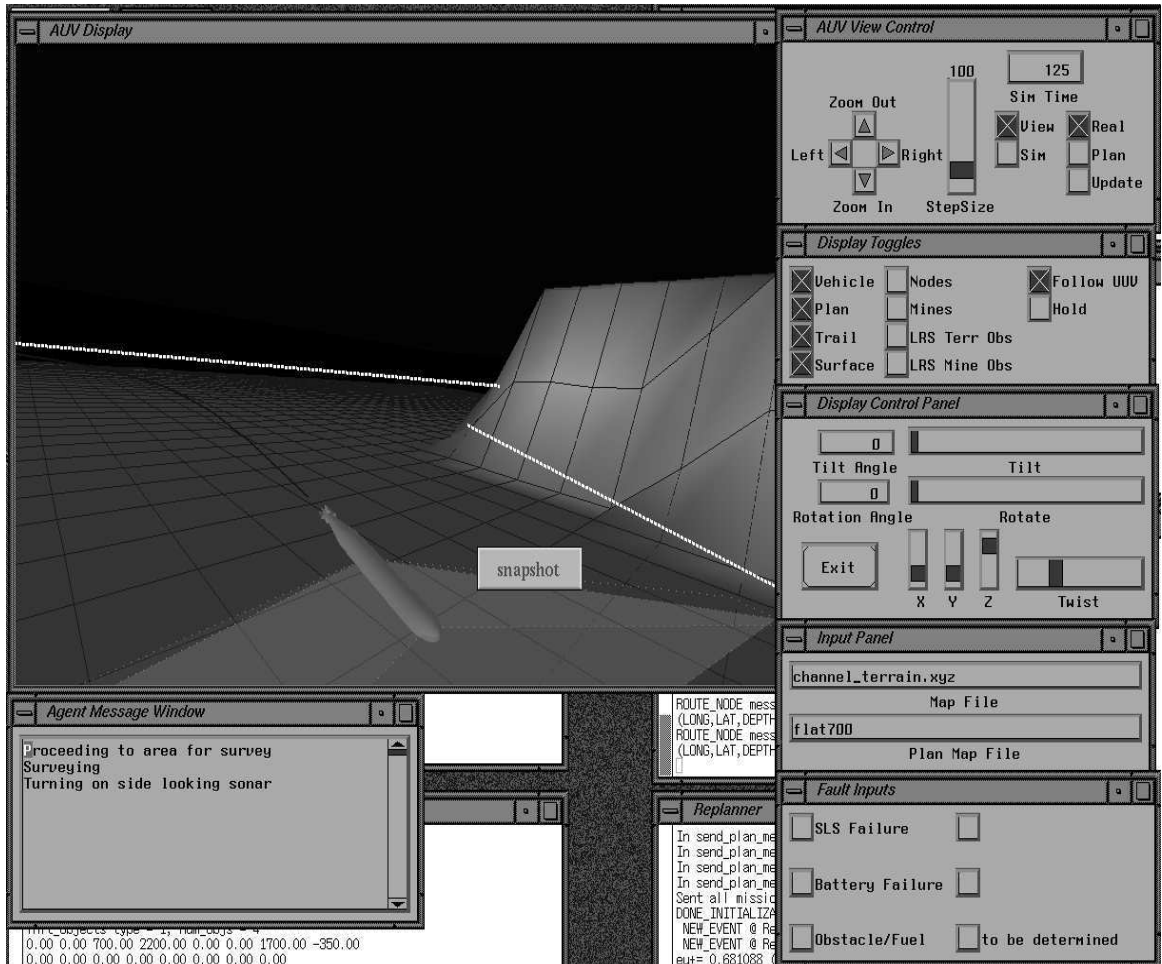 AUV Display
snapshot
AUV View Control
125
Sim Time
100
Zoom Out
Left
Right
Zoom In
StepSize
View
Real
Sim
Plan
Update
Display Toggles
Vehicle
Nodes
Follow UUV
Plan
Mines
Hold
Trail
LRS Terr Obs
Surface
LRS Mine Obs
Display Control Panel
0
Tilt Angle
Tilt
0
Rotation Angle
Rotate
Exit
X
Y
Z
Twist
Input Panel
channel_terrain.xyz
Map File
flat700
Plan Map File
Fault Inputs
SLS Failure
Battery Failure
Obstacle/Fuel
to be determined
Agent Message Window
Proceeding to area for survey
Surveying
Turning on side looking sonar
ROUTE_NODE mess
(LONG,LAT,DEPTH
ROUTE_NODE mess
(LONG,LAT,DEPTH
Replanner
In send_plan_me
In send_plan_me
In send_plan_me
In send_plan_me
Sent all missio
DONE_INITIALIZA
NEW_EVENT @ Re
NEW_EVENT @ Re
eu+= 0.681088 (
0.00 0.00 700.00 2200.00 0.00 0.00 1700.00 -350.00
0.00 0.00 0.00 0.00 0.00 0.00 0.00 0.00